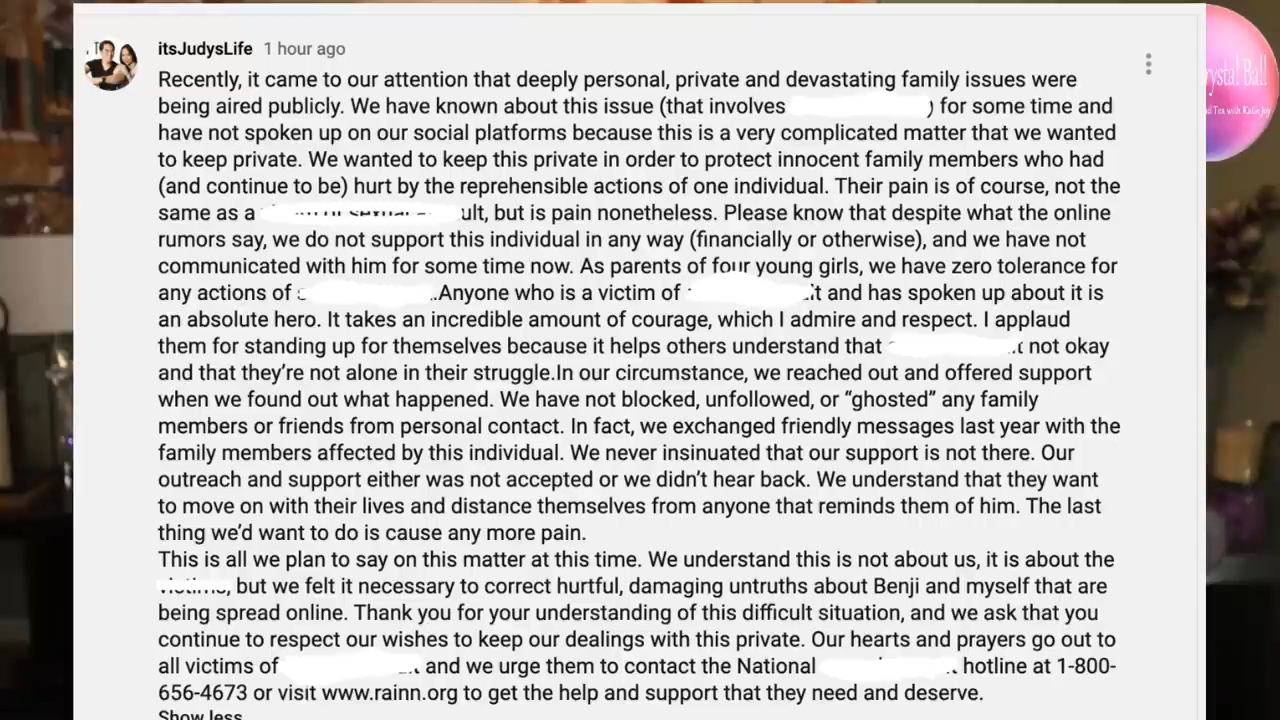 itsJudysLife 1 hour ago
Recently, it came to our attention that deeply personal, private and devastating family issues were
being aired publicly. We have known about this issue (that involves ) for some time and
have not spoken up on our social platforms because this is a very complicated matter that we wanted
to keep private. We wanted to keep this private in order to protect innocent family members who had
(and continue to be) hurt by the reprehensible actions of one individual. Their pain is of course, not the
same as a but is pain nonetheless. Please know that despite what the online
rumors say, we do not support this individual in any way (financially or otherwise), and we have not
communicated with him for some time now. As parents of four young girls, we have zero tolerance for
any actions of .Anyone who is a victim of and has spoken up about it is
an absolute hero. It takes an incredible amount of courage, which I admire and respect. I applaud
them for standing up for themselves because it helps others understand that not okay
and that they're not alone in their struggle.In our circumstance, we reached out and offered support
when we found out what happened. We have not blocked, unfollowed, or “ghosted” any family
members or friends from personal contact. In fact, we exchanged friendly messages last year with the
family members affected by this individual. We never insinuated that our support is not there. Our
outreach and support either was not accepted or we didn't hear back. We understand that they want
to move on with their lives and distance themselves from anyone that reminds them of him. The last
thing we'd want to do is cause any more pain.
This is all we plan to say on this matter at this time. We understand this is not about us, it is about the
, but we felt it necessary to correct hurtful, damaging untruths about Benji and myself that are
being spread online. Thank you for your understanding of this difficult situation, and we ask that you
continue to respect our wishes to keep our dealings with this private. Our hearts and prayers go out to
all victims of and we urge them to contact the National hotline at 1-800-
656-4673 or visit www.rainn.org to get the help and support that they need and deserve.
Show less
Ball
with Katie Joy